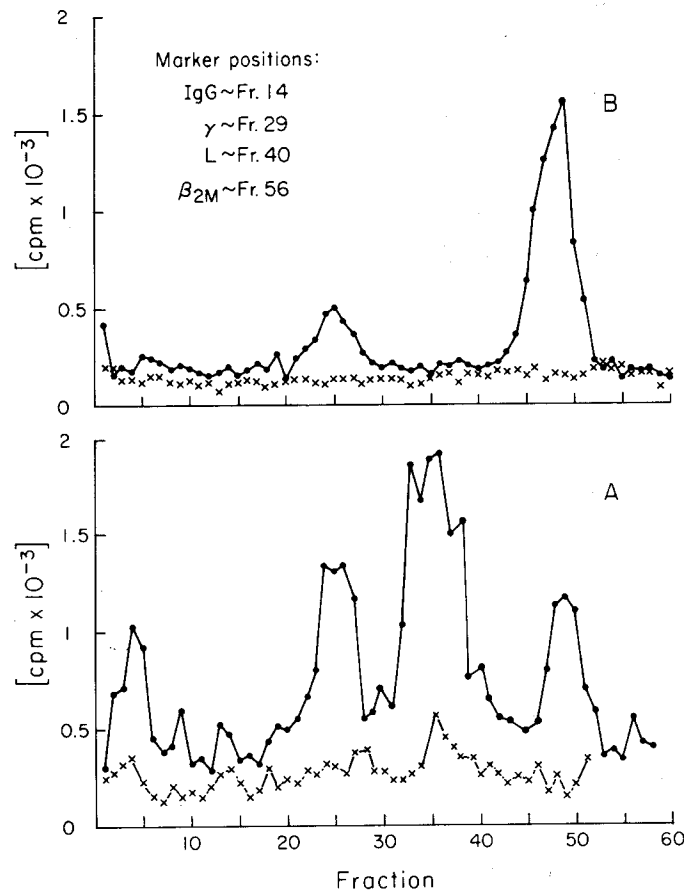 2
Marker positions:
IgG~Fr. 14
γ~Fr. 29
L~Fr. 40
β2M~Fr. 56
B
1.5
1
0.5
0
[cpm x 10⁻³]
2
A
1.5
1
0.5
0
[cpm x 10⁻³]
0 10 20 30 40 50 60
Fraction